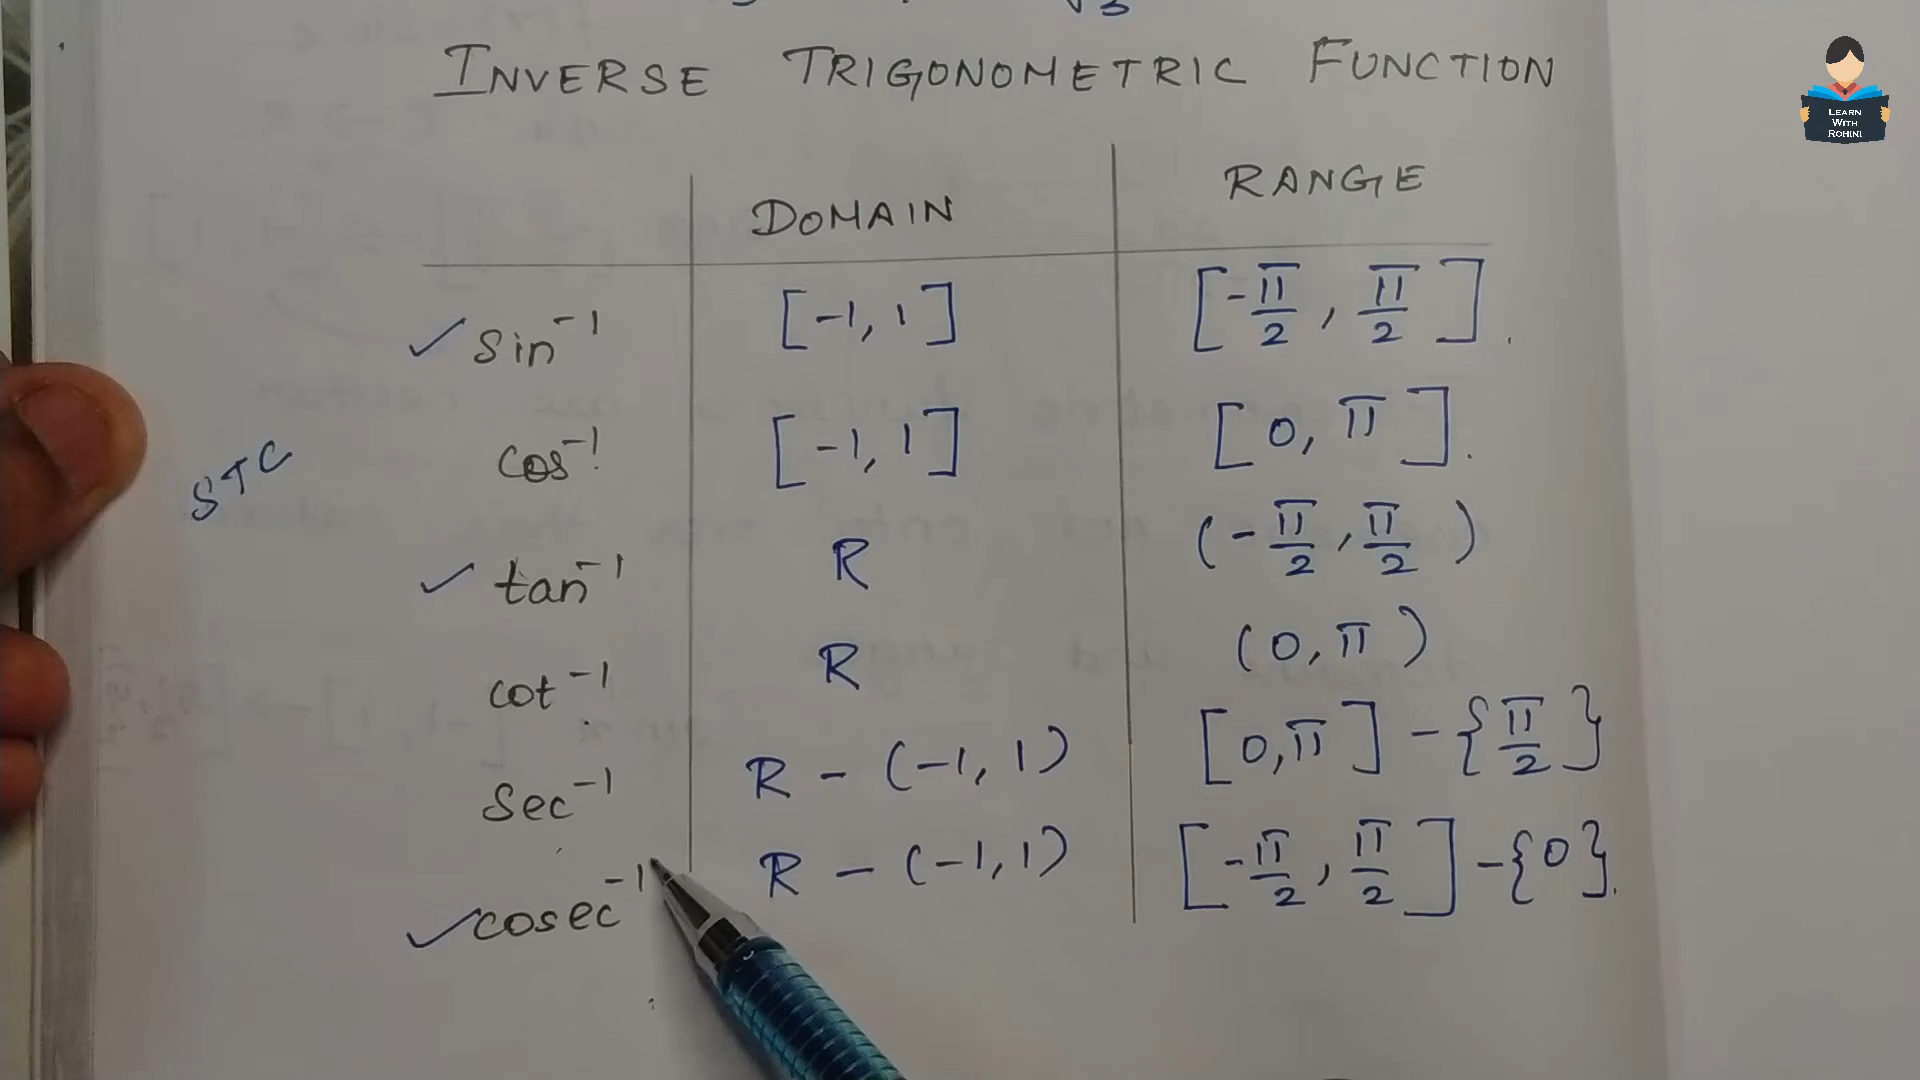 √3
INVERSE TRIGONOMETRIC FUNCTION
LEARN
WITH
ROHINI
DOMAIN RANGE
✓ sin⁻¹ [-1, 1] [-π/2, π/2].
cos⁻¹ [-1, 1] [0, π].
STC
✓ tan⁻¹ R (-π/2, π/2)
cot⁻¹ R (0, π)
sec⁻¹ R - (-1, 1) [0, π] - {π/2}
✓ cosec⁻¹ R - (-1, 1) [-π/2, π/2] - {0}.